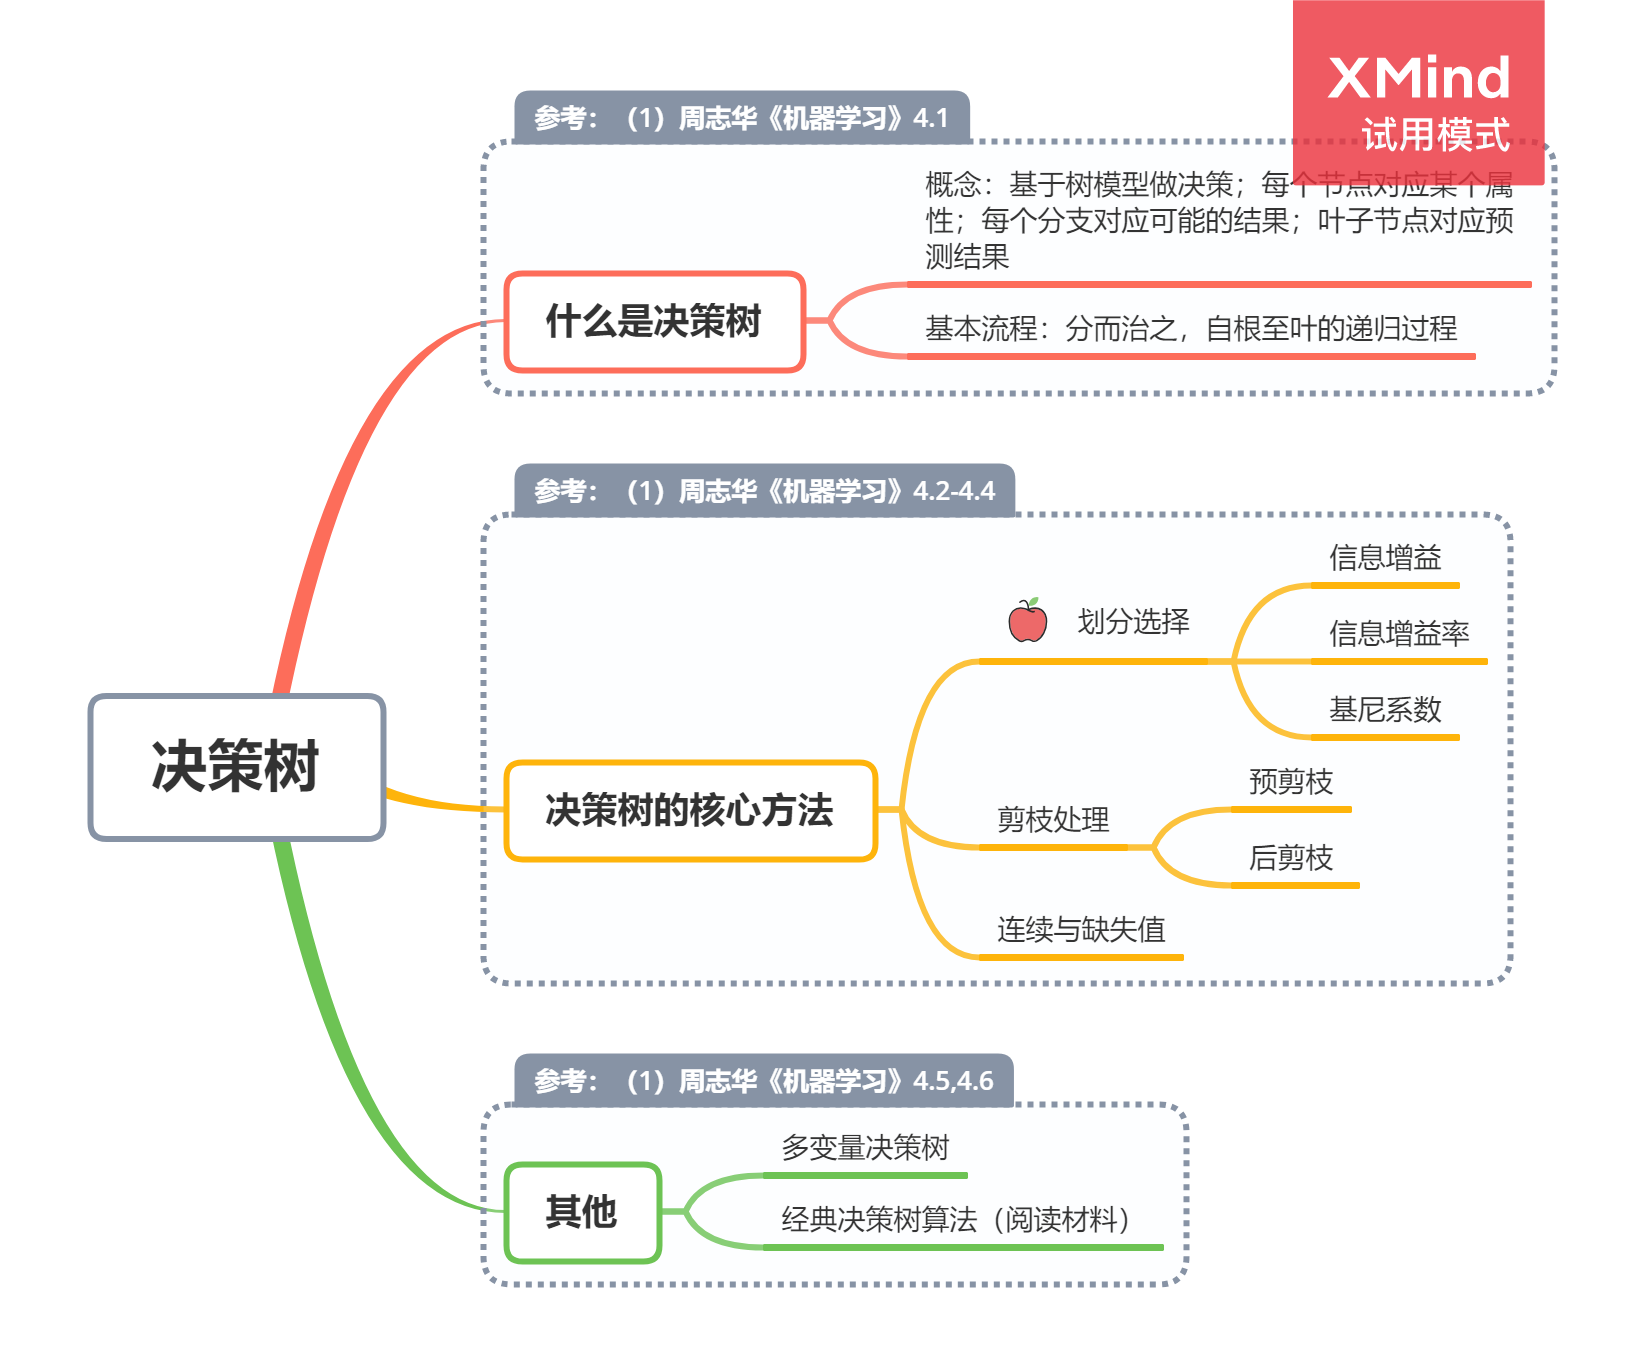 XMind
试用模式
参考：（1）周志华《机器学习》4.1
概念：基于树模型做决策；每个节点对应某个属
性；每个分支对应可能的结果；叶子节点对应预
测结果
什么是决策树
基本流程：分而治之，自根至叶的递归过程
参考：（1）周志华《机器学习》4.2-4.4
信息增益
划分选择
信息增益率
基尼系数
决策树
决策树的核心方法
剪枝处理
预剪枝
后剪枝
连续与缺失值
参考：（1）周志华《机器学习》4.5,4.6
多变量决策树
其他
经典决策树算法（阅读材料）